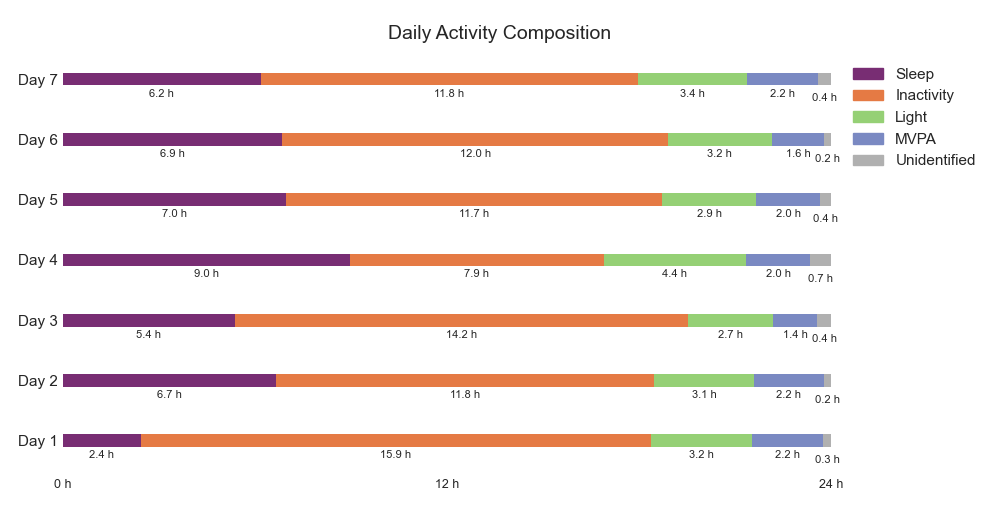 Daily Activity Composition
Day 7
6.2 h 11.8 h 3.4 h 2.2 h 0.4 h
Day 6
6.9 h 12.0 h 3.2 h 1.6 h 0.2 h
Day 5
7.0 h 11.7 h 2.9 h 2.0 h 0.4 h
Day 4
9.0 h 7.9 h 4.4 h 2.0 h 0.7 h
Day 3
5.4 h 14.2 h 2.7 h 1.4 h 0.4 h
Day 2
6.7 h 11.8 h 3.1 h 2.2 h 0.2 h
Day 1
2.4 h 15.9 h 3.2 h 2.2 h 0.3 h
0 h 12 h 24 h
Sleep
Inactivity
Light
MVPA
Unidentified